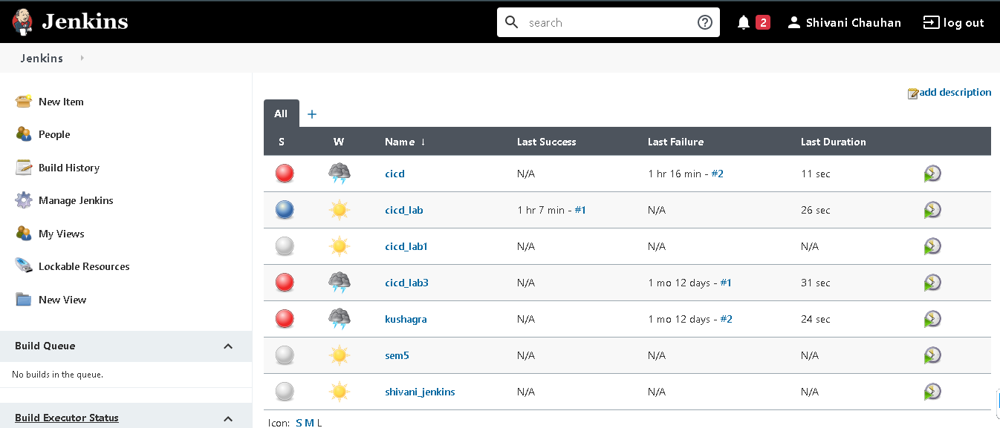 Jenkins
search
2
Shivani Chauhan
log out
Jenkins
New Item
People
Build History
Manage Jenkins
My Views
Lockable Resources
New View
Build Queue
No builds in the queue.
Build Executor Status
add description
All +
S W Name ↓ Last Success Last Failure Last Duration
cicd N/A 1 hr 16 min - #2 11 sec
cicd_lab 1 hr 7 min - #1 N/A 26 sec
cicd_lab1 N/A N/A N/A
cicd_lab3 N/A 1 mo 12 days - #1 31 sec
kushagra N/A 1 mo 12 days - #2 24 sec
sem5 N/A N/A N/A
shivani_jenkins N/A N/A N/A
Icon: S M L